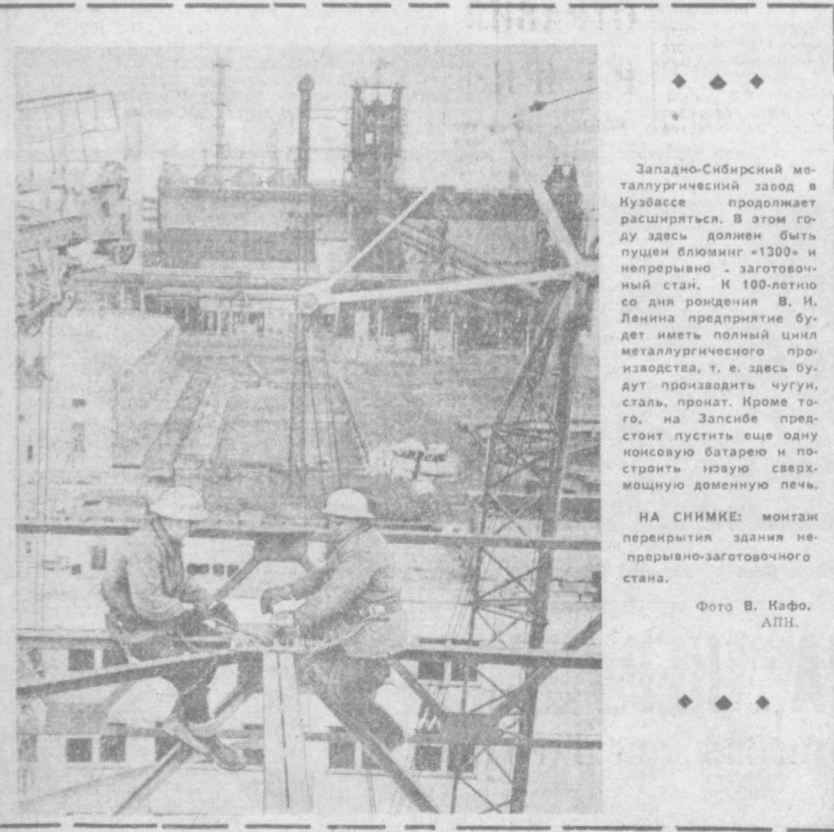 Западно-Сибирский ме-
таллургический завод в
Кузбассе продолжает
расширяться. В этом го-
ду здесь должен быть
пущен блюминг «1300» и
непрерывно - заготовоч-
ный стан. К 100-летию
со дня рождения В. И.
Ленина предприятие бу-
дет иметь полный цикл
металлургического про-
изводства, т. е. здесь бу-
дут производить чугун,
сталь, прокат. Кроме то-
го, на Запсибе пред-
стоит пустить еще одну
коксовую батарею и по-
строить новую сверх-
мощную доменную печь.
НА СНИМКЕ: монтаж
перекрытия здания не-
прерывно-заготовочного
стана.
Фото В. Кафо.
АПН.